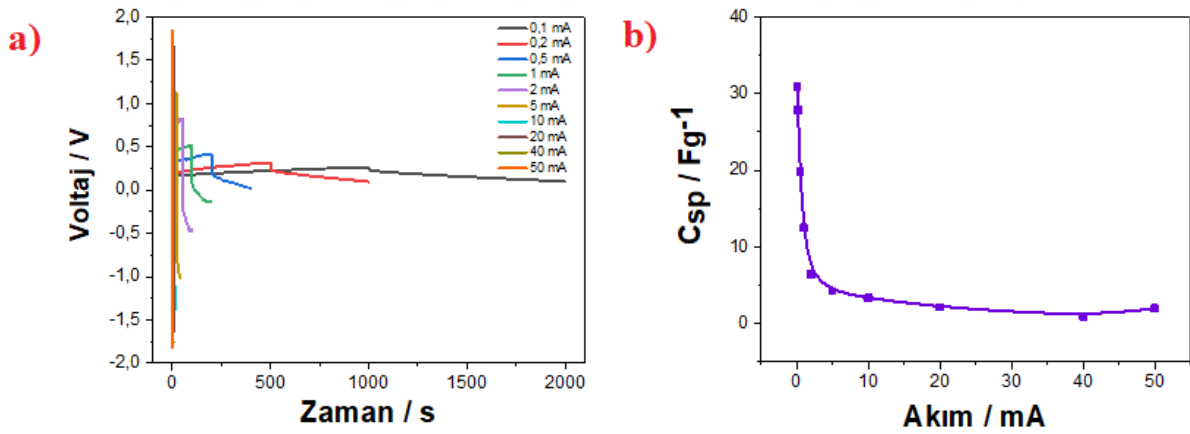 a)
2,0
1,5
1,0
0,5
0,0
-0,5
-1,0
-1,5
-2,0
Voltaj / V
0,1 mA
0,2 mA
0,5 mA
1 mA
2 mA
5 mA
10 mA
20 mA
40 mA
50 mA
0 500 1000 1500 2000
Zaman / s
b)
40
30
20
10
0
Csp / Fg-1
0 10 20 30 40 50
Akım / mA